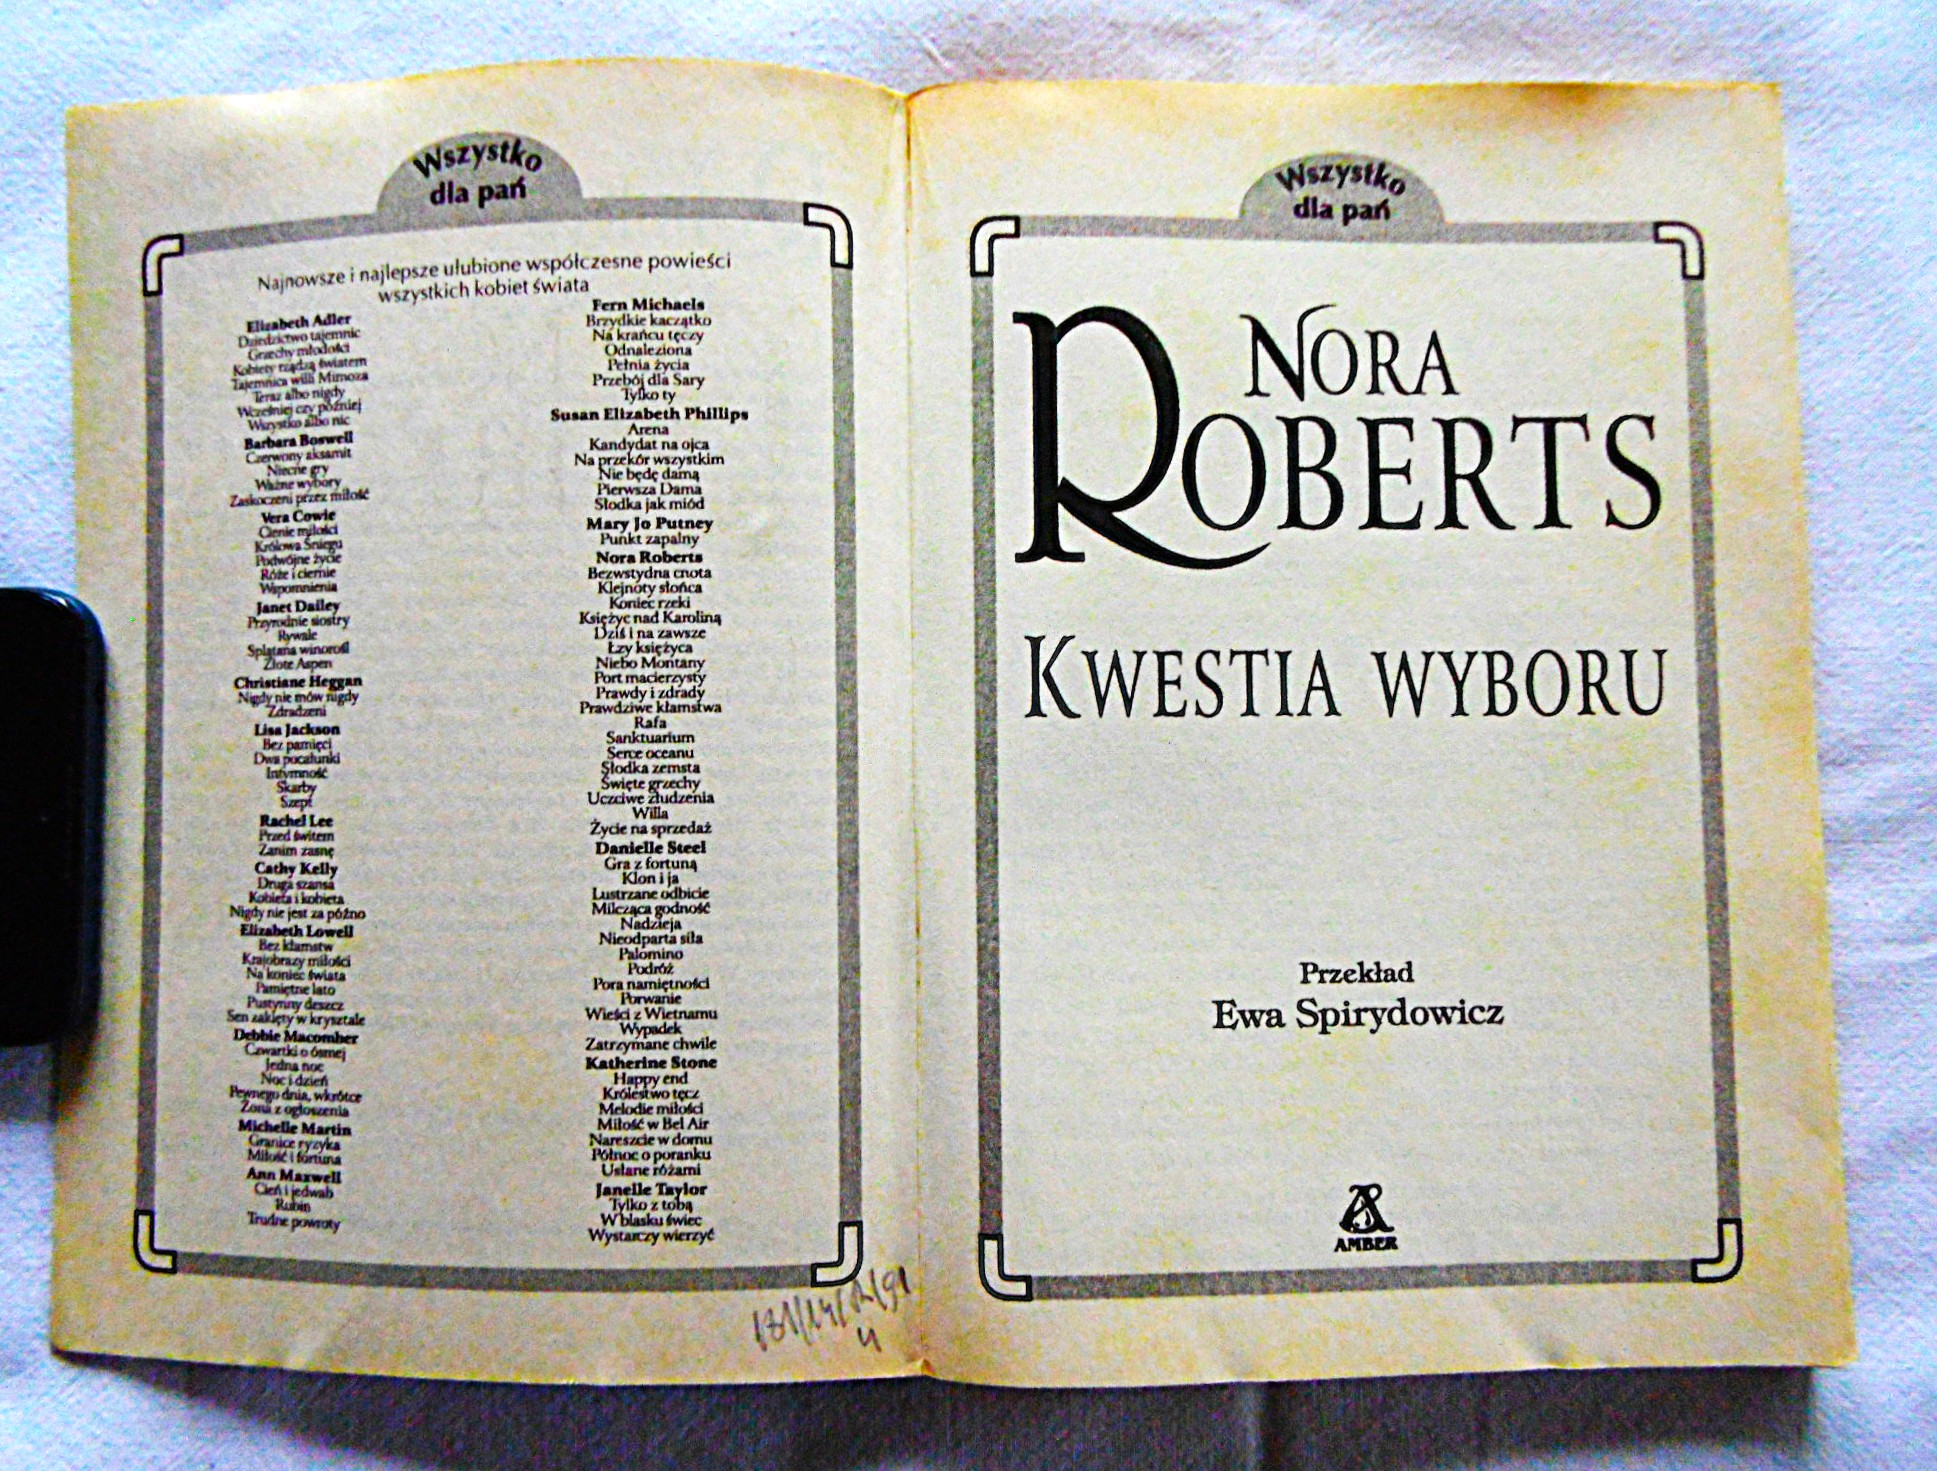 Wszystko
dla pań
Najnowsze i najlepsze ulubione współczesne powieści
wszystkich kobiet świata
Elizabeth Adler
Dziedzictwo tajemnic
Grzechy młodości
Kobiety rządzą światem
Tajemnica willi Mimoza
Teraz albo nigdy
Wcześniej czy później
Wszystko albo nic
Barbara Boswell
Czerwony aksamit
Niecne gry
Ważne wybory
Zaskoczeni przez miłość
Vera Cowie
Cienie miłości
Królowa Śniegu
Podwójne życie
Róże i ciernie
Wspomnienia
Janet Dailey
Przyrodnie siostry
Rywale
Splątana winorośl
Złote Aspen
Christiane Heggan
Nigdy nie mów nigdy
Zdradzeni
Lisa Jackson
Bez pamięci
Dwa pocałunki
Intymność
Skarby
Szept
Rachel Lee
Przed świtem
Zanim zasnę
Cathy Kelly
Druga szansa
Kobieta i kobieta
Nigdy nie jest za późno
Elizabeth Lowell
Bez kłamstw
Krajobrazy miłości
Na koniec świata
Pamiętne lato
Pustynny deszcz
Sen zaklęty w krysztale
Debbie Macomber
Czwartki o ósmej
Jedna noc
Noc i dzień
Pewnego dnia, wkrótce
Żona z ogłoszenia
Michelle Martin
Granice ryzyka
Miłość i fortuna
Ann Maxwell
Cień i jedwab
Rubin
Trudne powroty
Fern Michaels
Brzydkie kaczątko
Na krańcu tęczy
Odnaleziona
Pełnia życia
Przebój dla Sary
Tylko ty
Susan Elizabeth Phillips
Arena
Kandydat na ojca
Na przekór wszystkim
Nie będę damą
Pierwsza Dama
Słodka jak miód
Mary Jo Putney
Punkt zapalny
Nora Roberts
Bezwstydna cnota
Klejnoty słońca
Koniec rzeki
Księżyc nad Karoliną
Dziś i na zawsze
Łzy księżyca
Niebo Montany
Port macierzysty
Prawdy i zdrady
Prawdziwe kłamstwa
Rafa
Sanktuarium
Serce oceanu
Słodka zemsta
Święte grzechy
Uczciwe złudzenia
Willa
Życie na sprzedaż
Danielle Steel
Gra z fortuną
Klon i ja
Lustrzane odbicie
Milcząca godność
Nadzieja
Nieodparta siła
Palomino
Podróż
Pora namiętności
Porwanie
Wieści z Wietnamu
Wypadek
Zatrzymane chwile
Katherine Stone
Happy end
Królestwo tęcz
Melodie miłości
Miłość w Bel Air
Nareszcie w domu
Północ o poranku
Usłane różami
Janelle Taylor
Tylko z tobą
W blasku świec
Wystarczy wierzyć
Wszystko
dla pań
NORA
ROBERTS
KWESTIA WYBORU
Przekład
Ewa Spirydowicz
AMBER